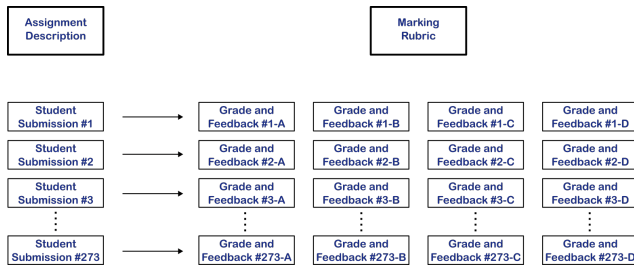 Assignment
Description
Marking
Rubric
Student
Submission #1
Grade and
Feedback #1-A
Grade and
Feedback #1-B
Grade and
Feedback #1-C
Grade and
Feedback #1-D
Student
Submission #2
Grade and
Feedback #2-A
Grade and
Feedback #2-B
Grade and
Feedback #2-C
Grade and
Feedback #2-D
Student
Submission #3
Grade and
Feedback #3-A
Grade and
Feedback #3-B
Grade and
Feedback #3-C
Grade and
Feedback #3-D
Student
Submission #273
Grade and
Feedback #273-A
Grade and
Feedback #273-B
Grade and
Feedback #273-C
Grade and
Feedback #273-D